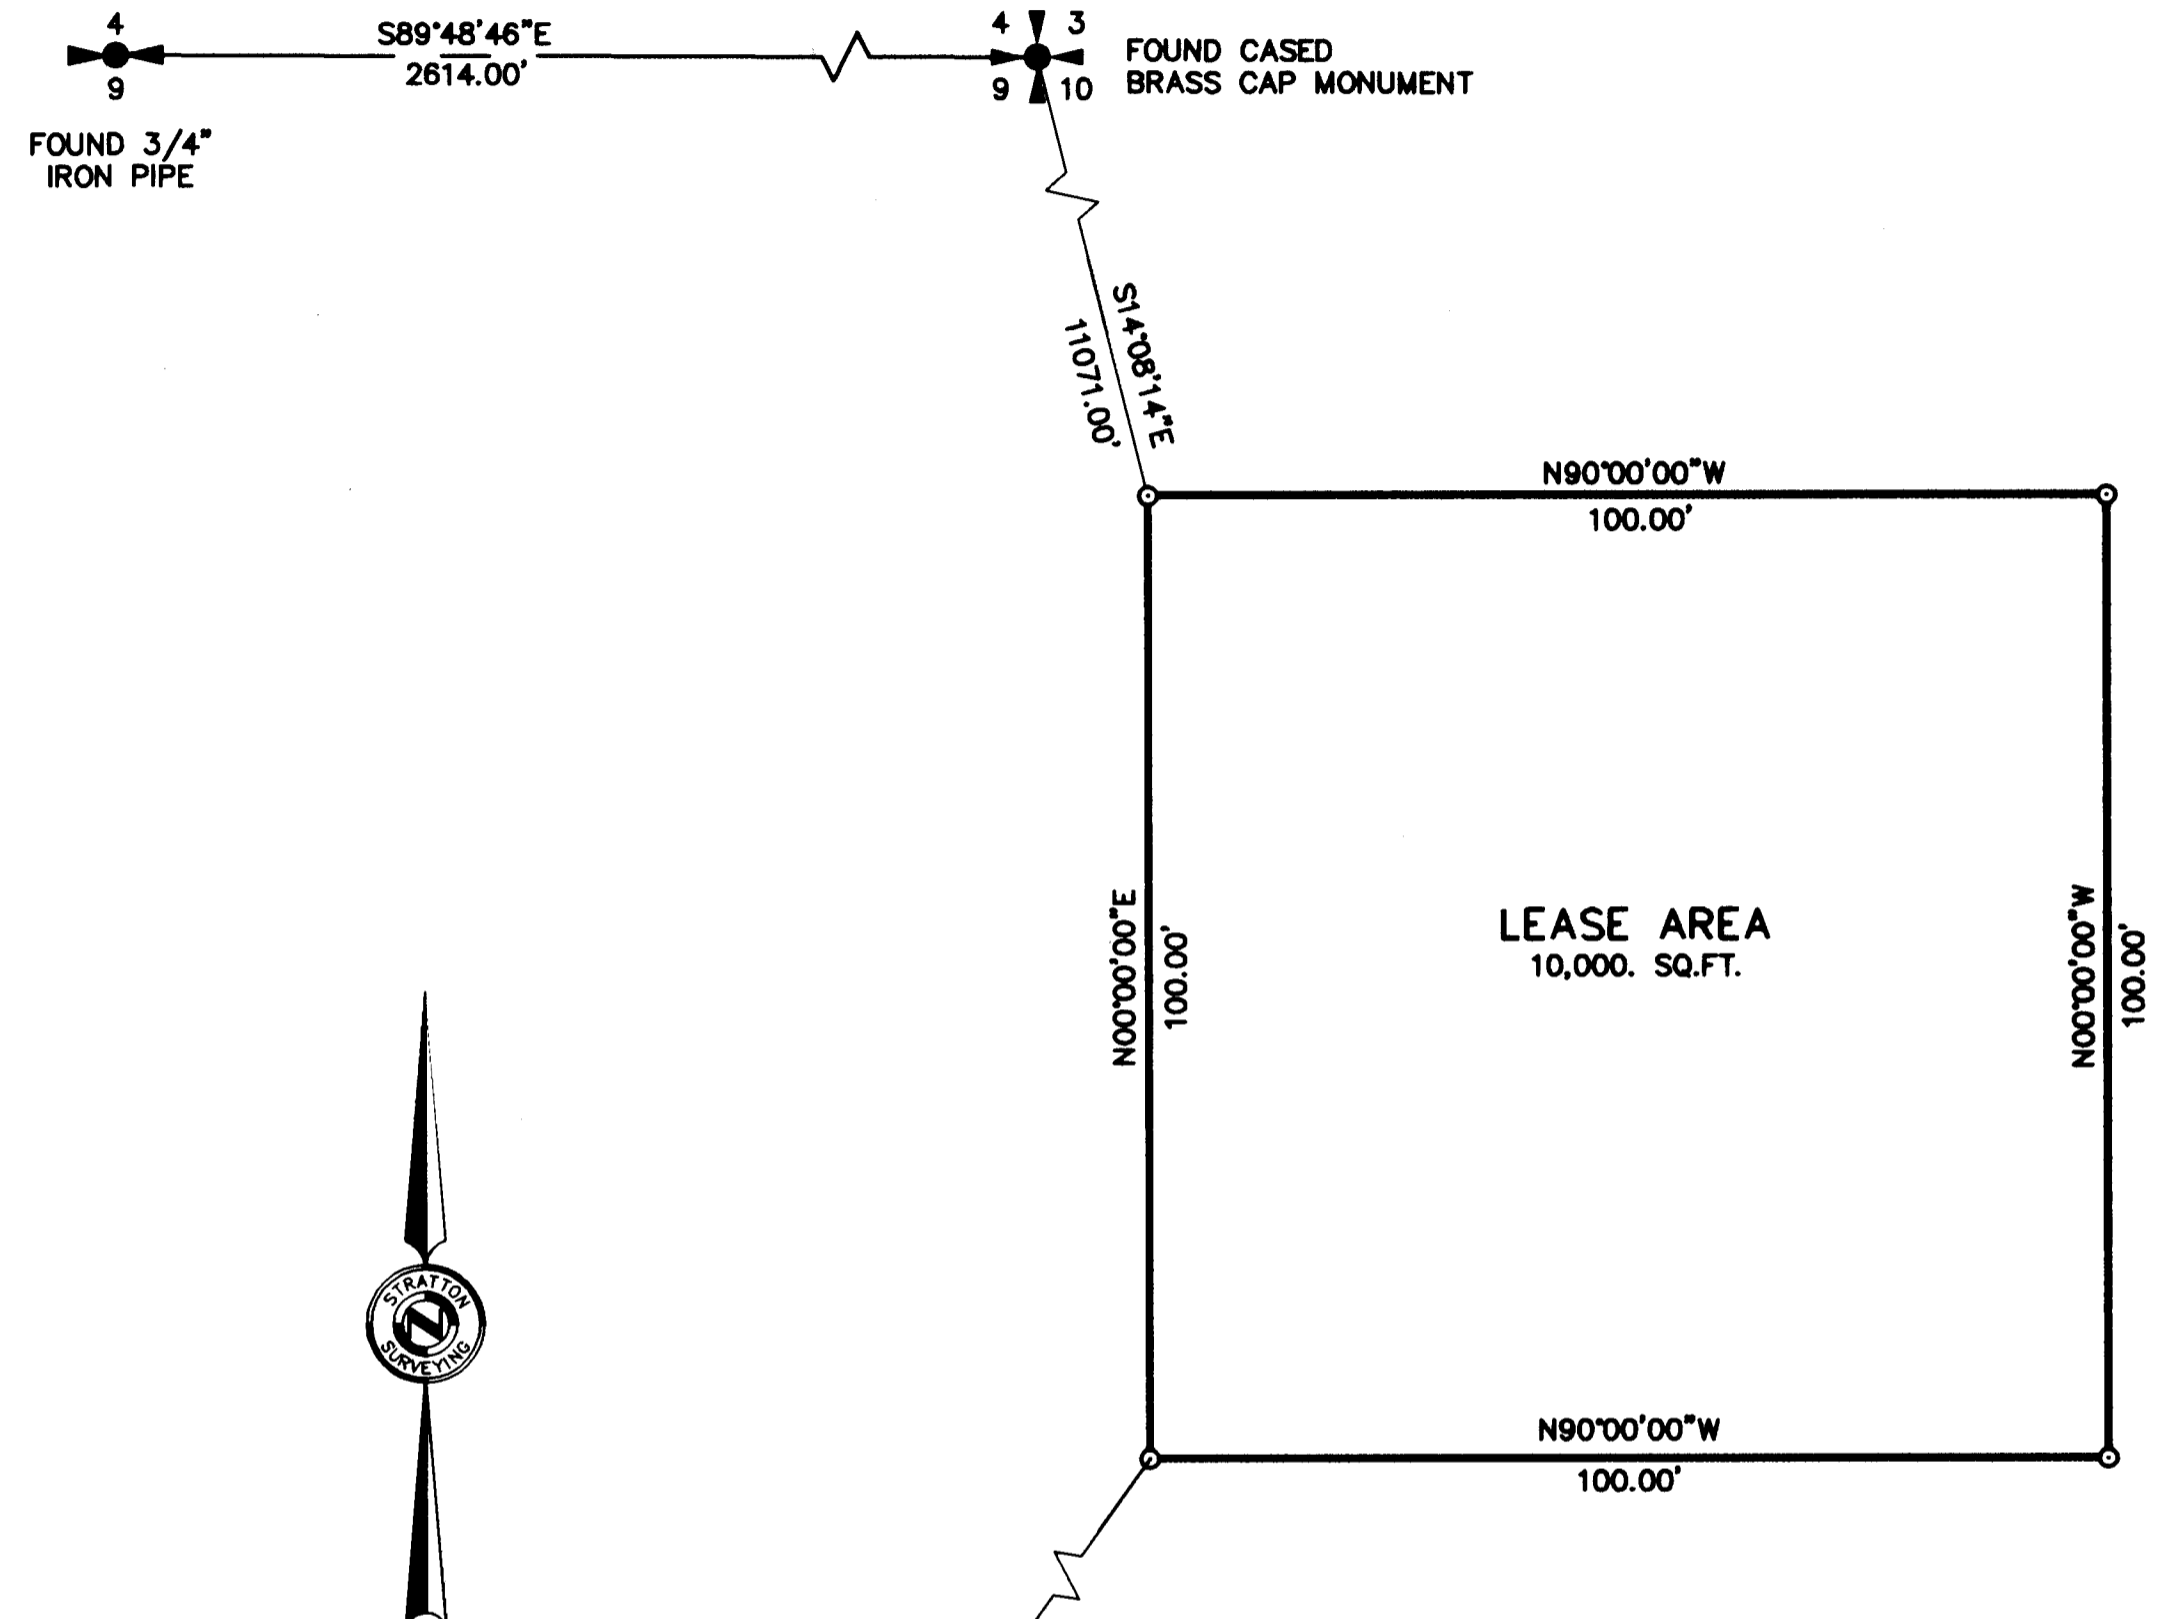 4
S89°48'46"E
2614.00'
9
FOUND 3/4"
IRON PIPE
4 3
9 10
FOUND CASED
BRASS CAP MONUMENT
S14°08'14"E
11071.00'
N90°00'00"W
100.00'
N00°00'00"E
100.00'
LEASE AREA
10,000. SQ.FT.
N00°00'00"W
100.00'
N90°00'00"W
100.00'
STRATTON
N
SURVEYING